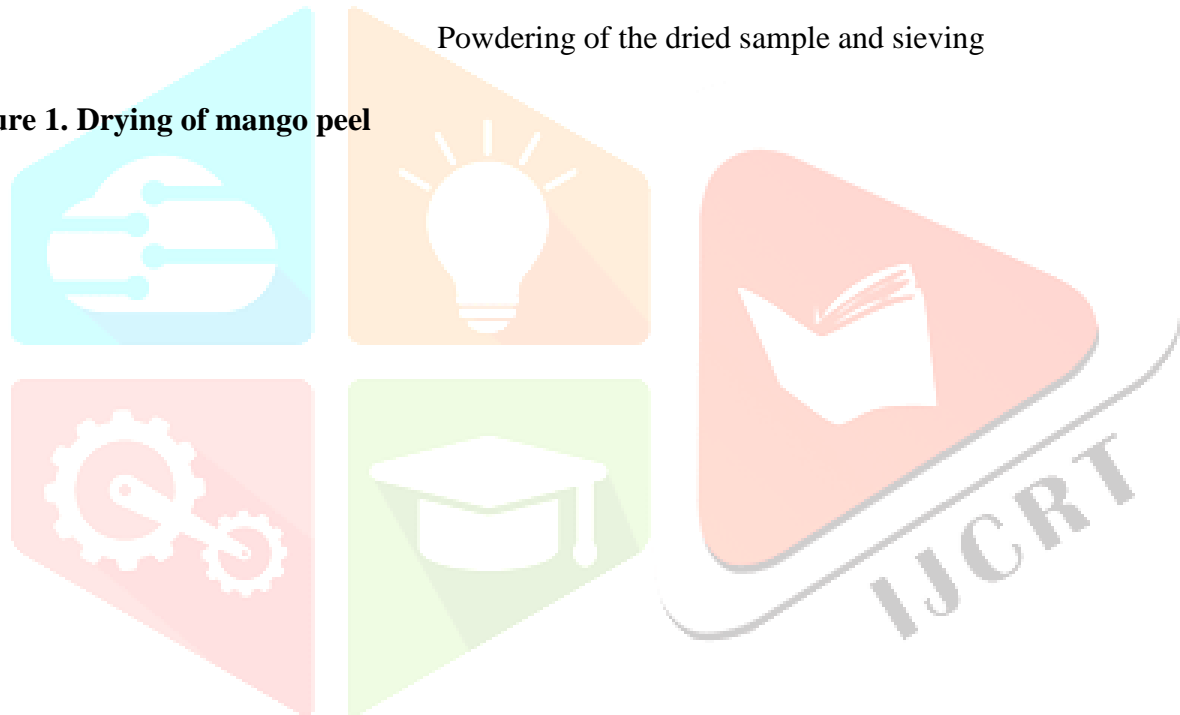 Powdering of the dried sample and sieving
ure 1. Drying of mango peel
IJCRT